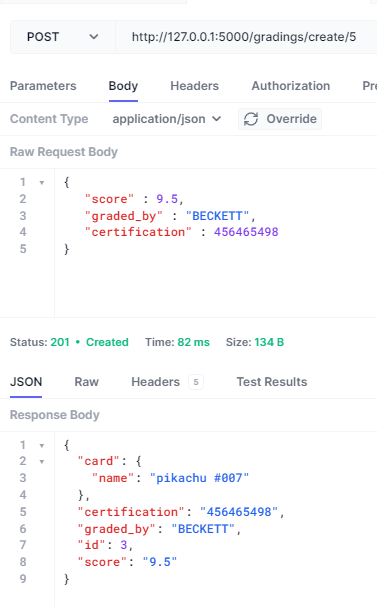 POST http://127.0.0.1:5000/gradings/create/5
Parameters Body Headers Authorization Pre
Content Type application/json Override
Raw Request Body
1 {
2 "score" : 9.5,
3 "graded_by" : "BECKETT",
4 "certification" : 456465498
5 }
Status: 201 • Created Time: 82 ms Size: 134 B
JSON Raw Headers 5 Test Results
Response Body
1 {
2 "card": {
3 "name": "pikachu #007"
4 },
5 "certification": "456465498",
6 "graded_by": "BECKETT",
7 "id": 3,
8 "score": "9.5"
9 }